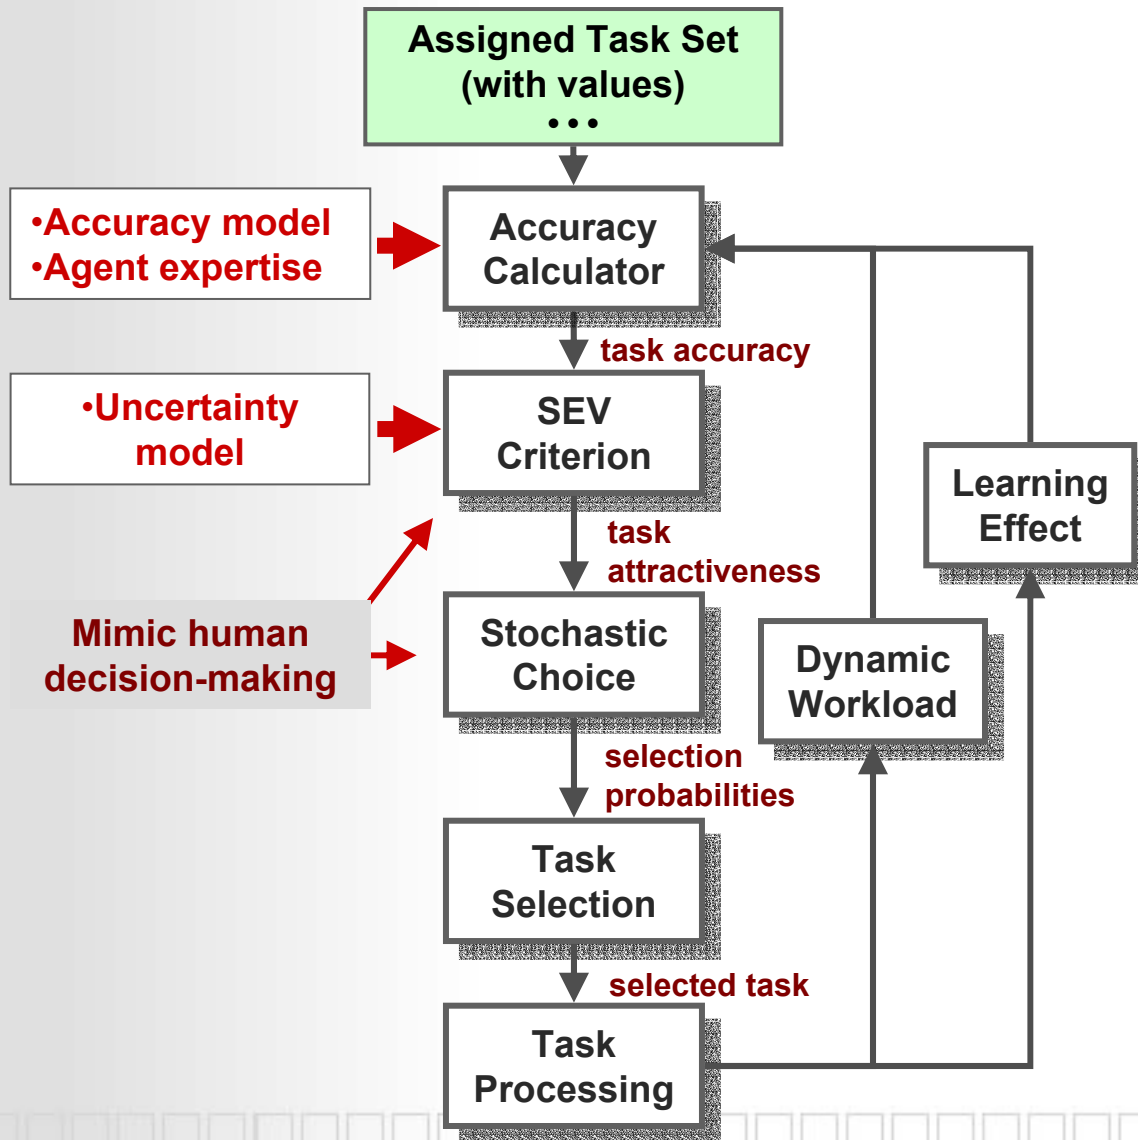 Assigned Task Set
(with values)
•••
•Accuracy model
•Agent expertise
Accuracy
Calculator
task accuracy
•Uncertainty
model
SEV
Criterion
Learning
Effect
task
attractiveness
Mimic human
decision-making
Stochastic
Choice
Dynamic
Workload
selection
probabilities
Task
Selection
selected task
Task
Processing